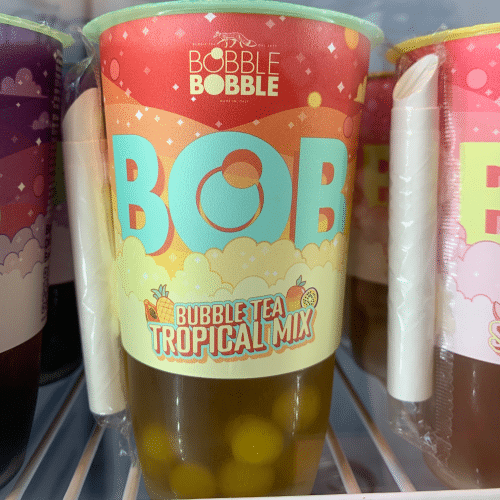 BOBBLE
BOBBLE
MADE IN ITALY
BOB
BUBBLE TEA
TROPICAL MIX